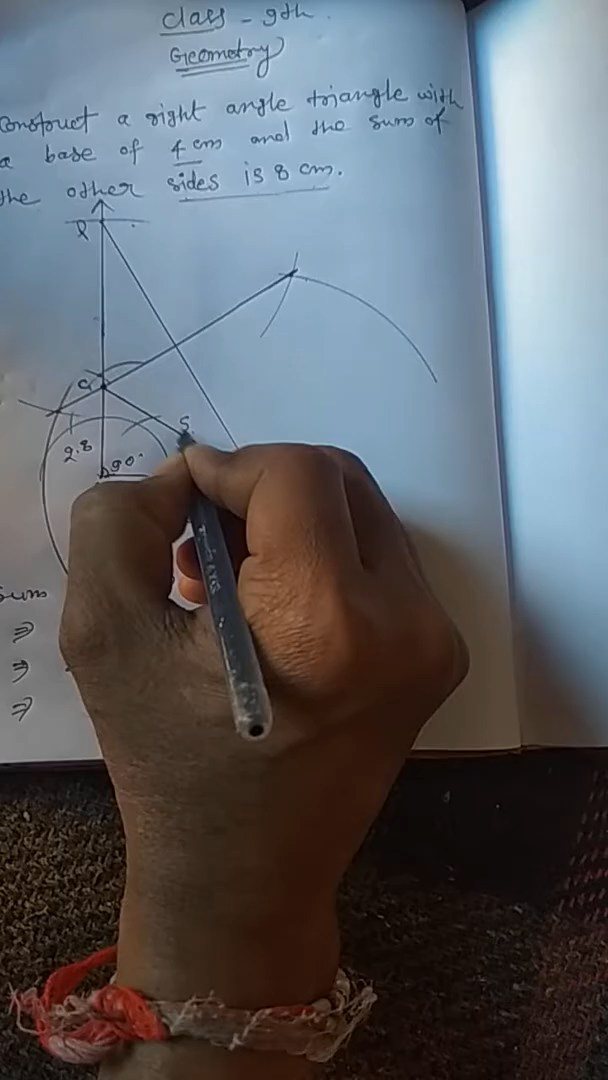 Class - 9th.
Geometry
Construct a right angle triangle with
a base of 4 cm and the sum of
the other sides is 8 cm.
S.
2.8
90°
Sum
⇒
⇒
⇒